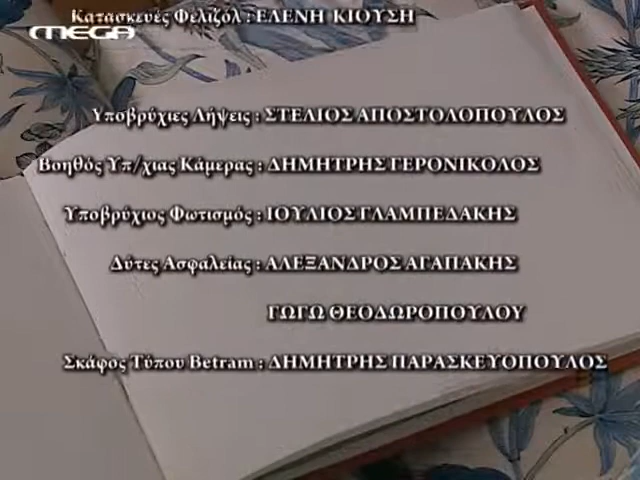 Κατασκευές Φελιζόλ : ΕΛΕΝΗ ΚΙΟΥΣΗ
MEGA
Υποβρύχιες Λήψεις : ΣΤΕΛΙΟΣ ΑΠΟΣΤΟΛΟΠΟΥΛΟΣ
Βοηθός Υπ/χιας Κάμερας : ΔΗΜΗΤΡΗΣ ΓΕΡΟΝΙΚΟΛΟΣ
Υποβρύχιος Φωτισμός : ΙΟΥΛΙΟΣ ΓΛΑΜΠΕΔΑΚΗΣ
Δύτες Ασφαλείας : ΑΛΕΞΑΝΔΡΟΣ ΑΓΑΠΑΚΗΣ
ΓΩΓΩ ΘΕΟΔΩΡΟΠΟΥΛΟΥ
Σκάφος Τύπου Betram : ΔΗΜΗΤΡΗΣ ΠΑΡΑΣΚΕΥΟΠΟΥΛΟΣ